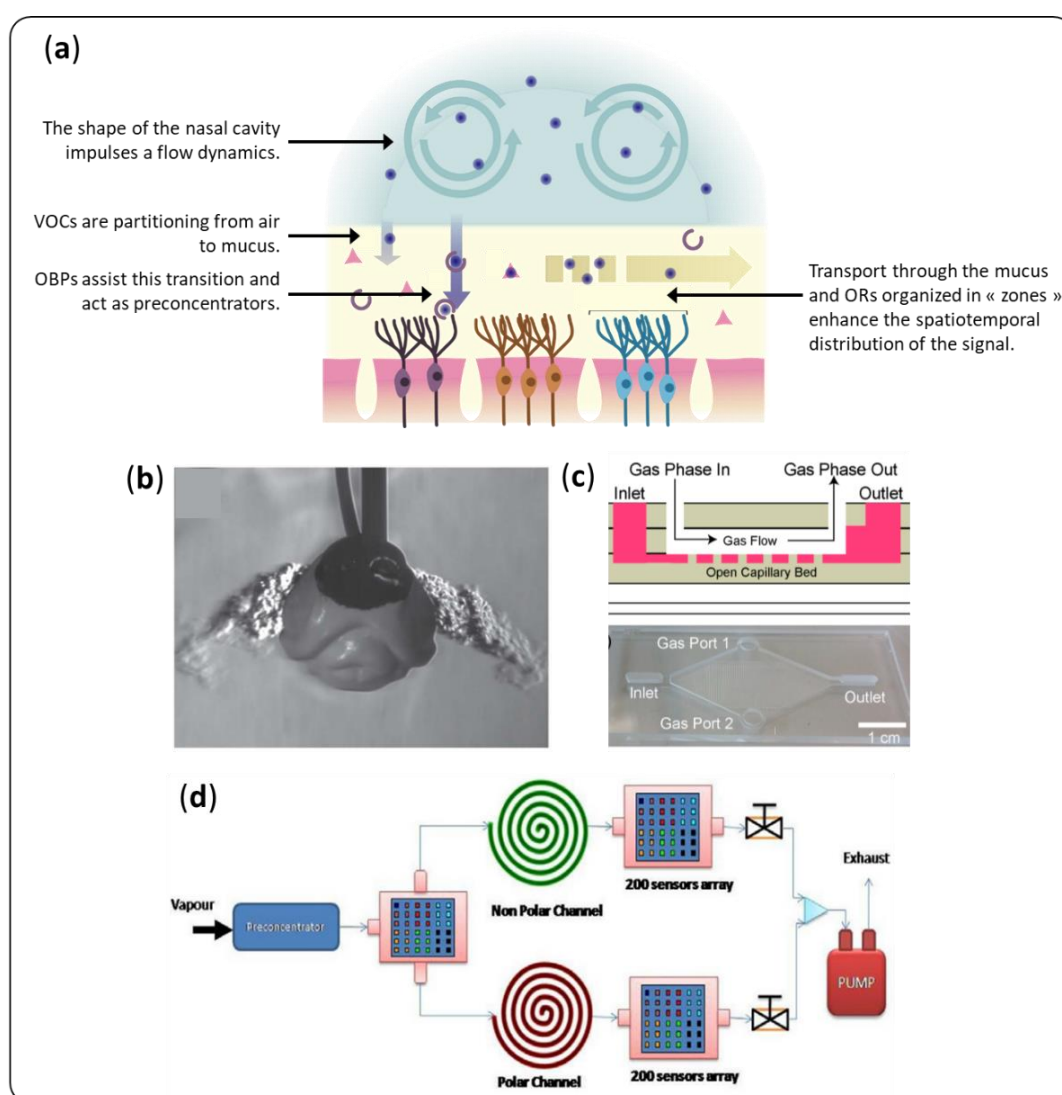 (a)
The shape of the nasal cavity
impulses a flow dynamics.
VOCs are partitioning from air
to mucus.
OBPs assist this transition and
act as preconcentrators.
Transport through the mucus
and ORs organized in « zones »
enhance the spatiotemporal
distribution of the signal.
(b)
(c)
Gas Phase In
Gas Phase Out
Inlet
Outlet
Gas Flow
Open Capillary Bed
Gas Port 1
Inlet
Outlet
Gas Port 2
1 cm
(d)
Vapour
Preconcentrator
Non Polar Channel
200 sensors array
Exhaust
PUMP
Polar Channel
200 sensors array